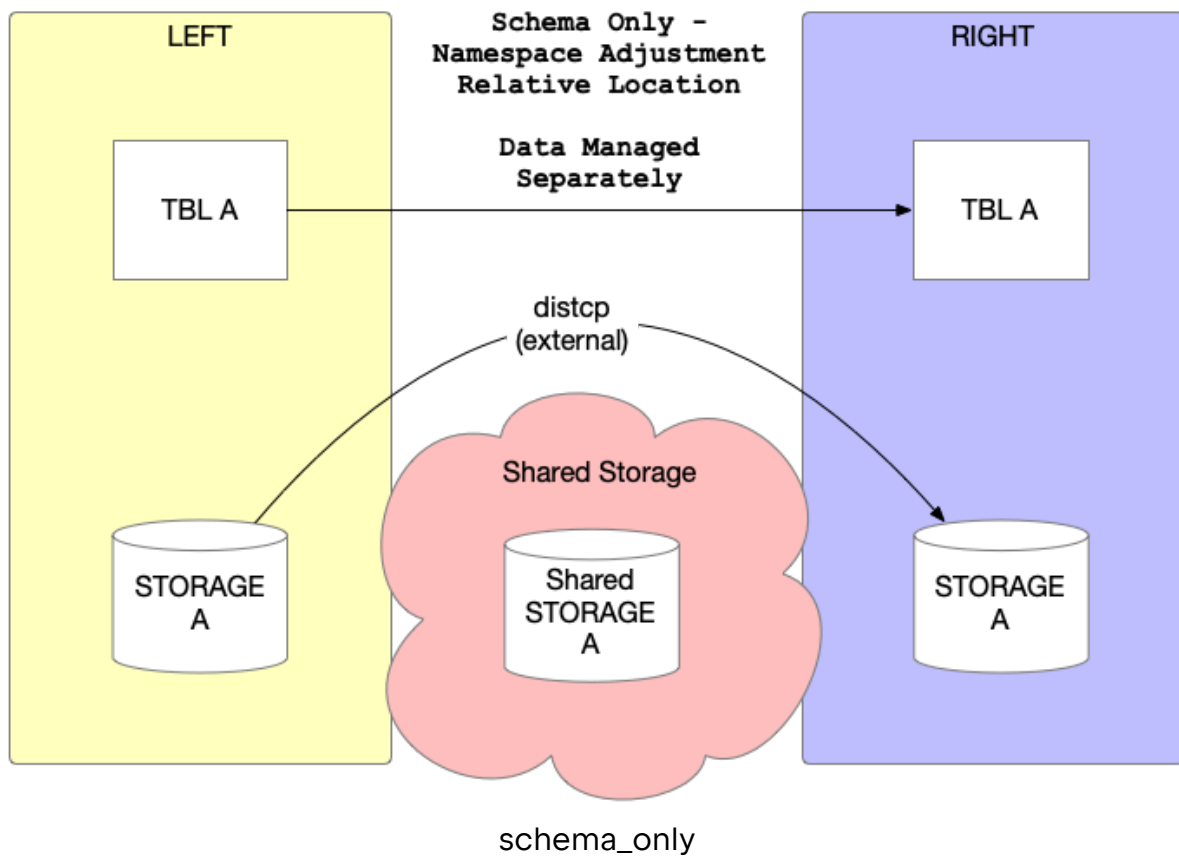 LEFT
Schema Only -
Namespace Adjustment
Relative Location
RIGHT
Data Managed
Separately
TBL A
TBL A
distcp
(external)
Shared Storage
STORAGE
A
Shared
STORAGE
A
STORAGE
A
schema_only